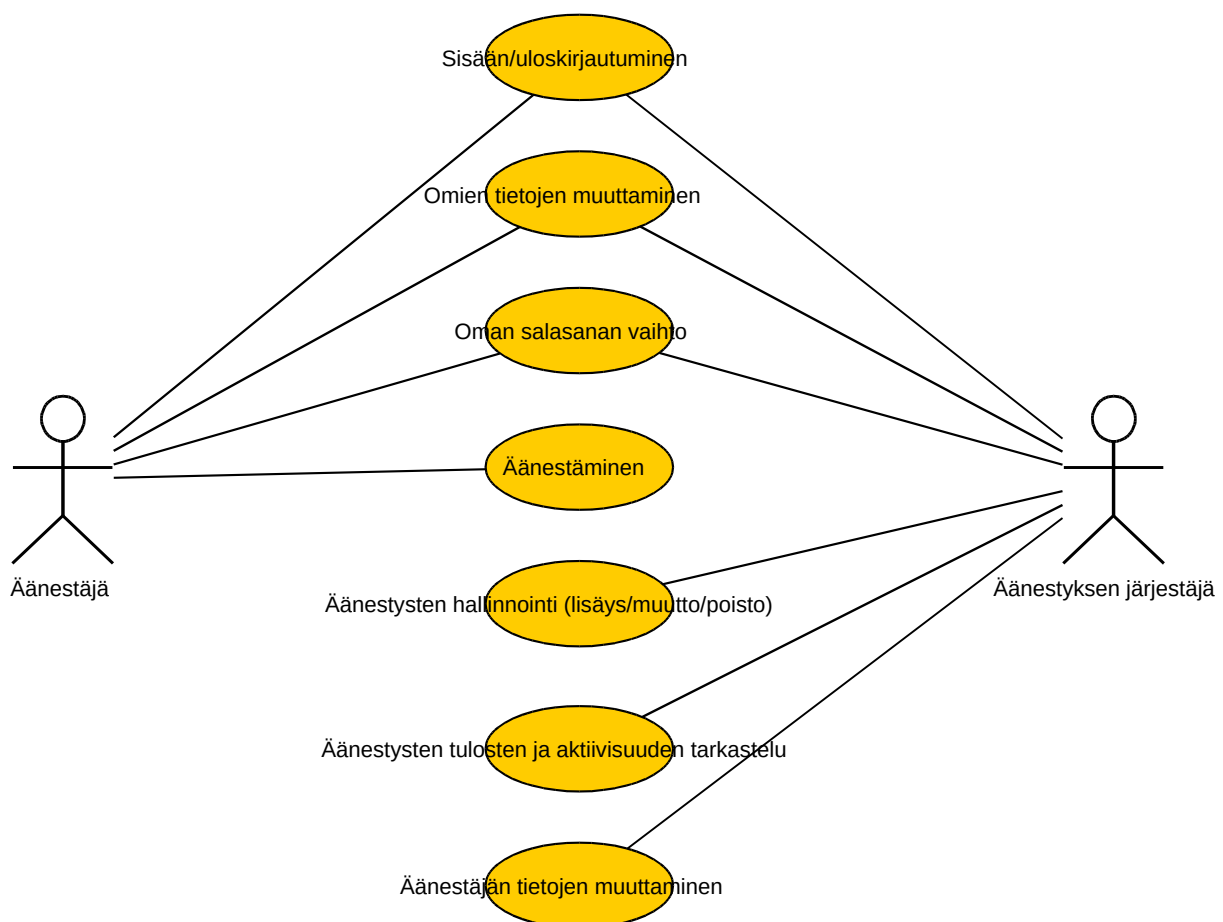 Sisään/uloskirjautuminen
Omien tietojen muuttaminen
Oman salasanan vaihto
Äänestäminen
Äänestäjä
Äänestyksen järjestäjä
Äänestysten hallinnointi (lisäys/muutto/poisto)
Äänestysten tulosten ja aktiivisuuden tarkastelu
Äänestäjän tietojen muuttaminen